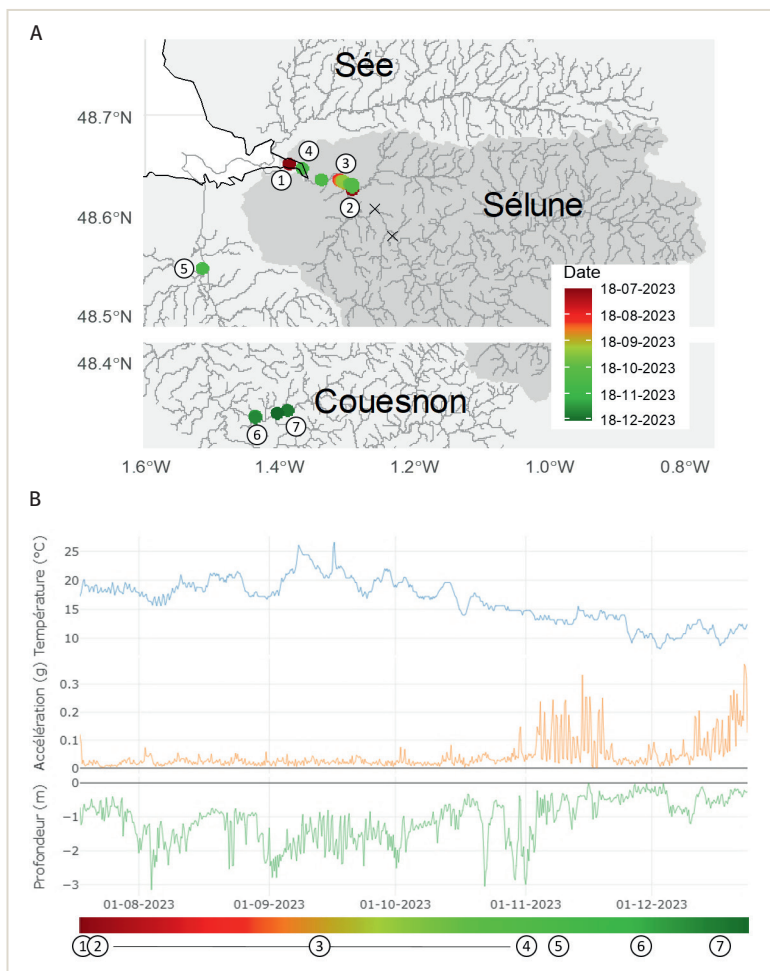 A
Sée
48.7°N
④
③
①
48.6°N
②
Sélune
⑤
Date
18-07-2023
18-08-2023
18-09-2023
18-10-2023
18-11-2023
18-12-2023
48.5°N
48.4°N
Couesnon
⑥
⑦
1.6°W
1.4°W
1.2°W
1.0°W
0.8°W
B
Température (°C)
25
20
15
10
Accélération (g)
0.3
0.2
0.1
0
Profondeur (m)
0
−1
−2
−3
01-08-2023
01-09-2023
01-10-2023
01-11-2023
01-12-2023
① ② ③ ④ ⑤ ⑥ ⑦